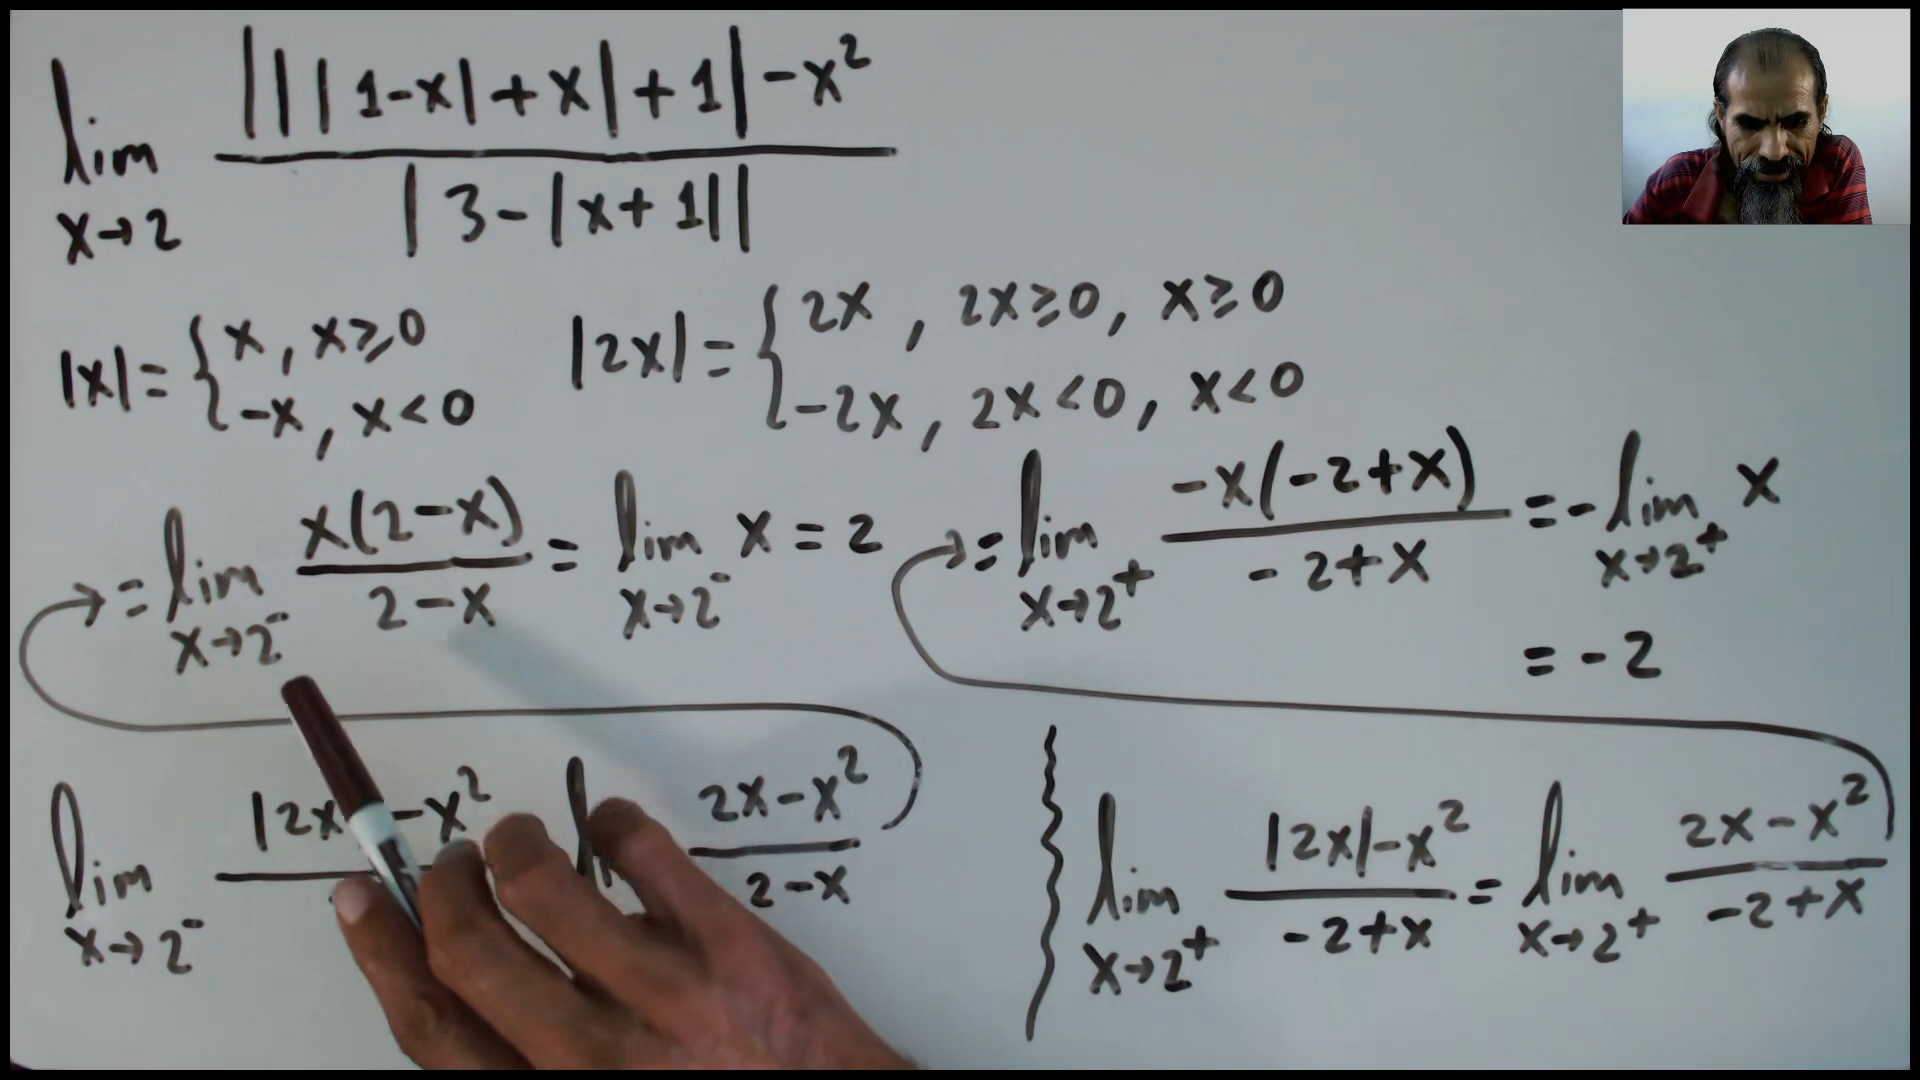 lim x→2 (||||1-x|+x|+1|-x²)/(|3-|x+1||)
|x|={x, x≥0
-x, x<0
|2x|={2x, 2x≥0, x≥0
-2x, 2x<0, x<0
→=lim x→2⁻ x(2-x)/(2-x) = lim x→2⁻ x = 2
→=lim x→2⁺ -x(-2+x)/(-2+x) = -lim x→2⁺ x
= -2
lim x→2⁻ |2x -x² (2x-x²)/(2-x)
lim x→2⁺ (|2x|-x²)/(-2+x) = lim x→2⁺ (2x-x²)/(-2+x)